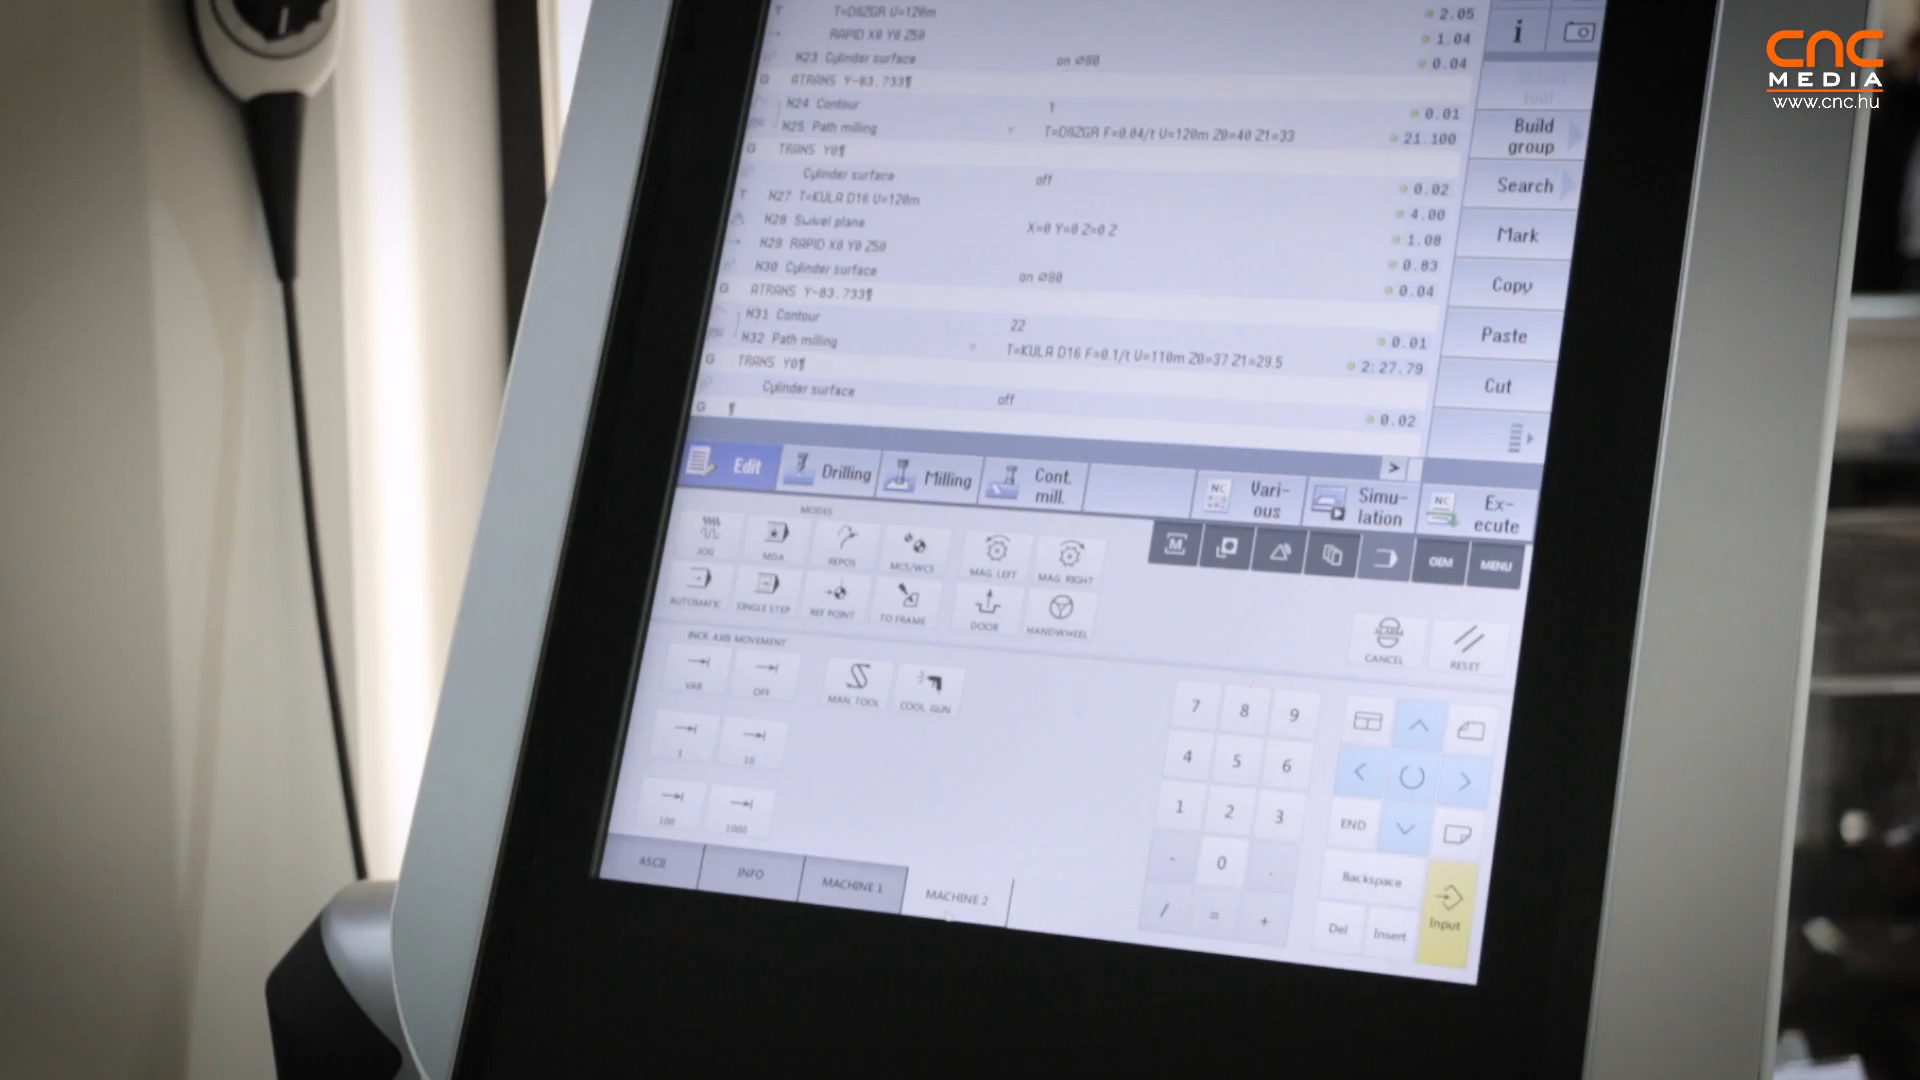 T=D8ZGR U=120m
2.05
RAPID X0 Y0 Z50
1.04
N23 Cylinder surface on ⌀80 0.04
G ATRANS Y-83.733¶
N24 Contour 1 0.01
N25 Path milling ▽ T=D8ZGR F=0.04/t U=120m Z0=40 Z1=33 21.100
G TRANS Y0¶
Cylinder surface off 0.02
T N27 T=KULA D16 U=120m 4.00
N28 Swivel plane X=0 Y=0 Z=0 Z 1.08
N29 RAPID X0 Y0 Z50 0.83
N30 Cylinder surface on ⌀80 0.04
G ATRANS Y-83.733¶
N31 Contour 22 0.01
N32 Path milling ▽ T=KULA D16 F=0.1/t U=110m Z0=37 Z1=29.5 2:27.79
G TRANS Y0¶
Cylinder surface off 0.02
G ¶
i
Build
group
Search
Mark
Copy
Paste
Cut
>
Edit
Drilling
Milling
Cont.
mill.
NC
Vari-
ous
Simu-
lation
NC
Ex-
ecute
MODES
JOG
MDA
REPOS
MCS/WCS
MAG. LEFT
MAG. RIGHT
M
OEM
MENU
AUTOMATIC
SINGLE STEP
REF POINT
TO FRAME
DOOR
HANDWHEEL
ALARM
CANCEL
RESET
INCR. AXIS MOVEMENT
VAR
OFF
MAN. TOOL
COOL GUN
1
10
100
1000
7 8 9
4 5 6
1 2 3
- 0 .
/ = +
END
Backspace
Del
Insert
Input
ASCII
INFO
MACHINE 1
MACHINE 2
cnc
MEDIA
www.cnc.hu